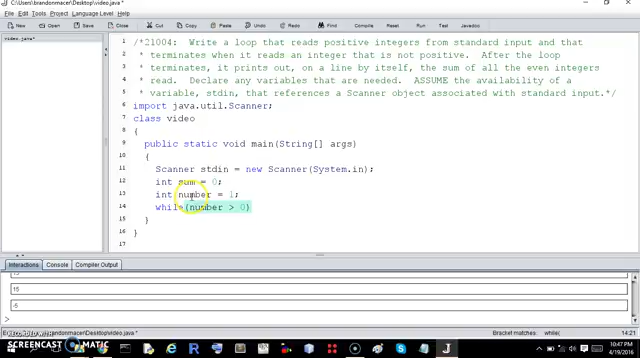 C:\Users\brandonmacer\Desktop\video.java*
File Edit Tools Project Language Level Help
New Open Save Close Cut Copy Paste Undo Redo Find Compile Reset Run Test Javadoc
video.java*
1 /*21004: Write a loop that reads positive integers from standard input and that
2 terminates when it reads an integer that is not positive. After the loop
3 terminates, it prints out, on a line by itself, the sum of all the even integers
4 read. Declare any variables that are needed. ASSUME the availability of a
5 variable, stdin, that references a Scanner object associated with standard input.*/
6 import java.util.Scanner;
7 class video
8 {
9 public static void main(String[] args)
10 {
11 Scanner stdin = new Scanner(System.in);
12 int sum = 0;
13 int number = 1;
14 while(number > 0)
15 }
16 }
17
Interactions Console Compiler Output
15
-5
>
brandonmacer\Desktop\video.java*
Bracket matches: while(
14:21
SCREENCAST MATIC
10:47 PM
4/19/2014